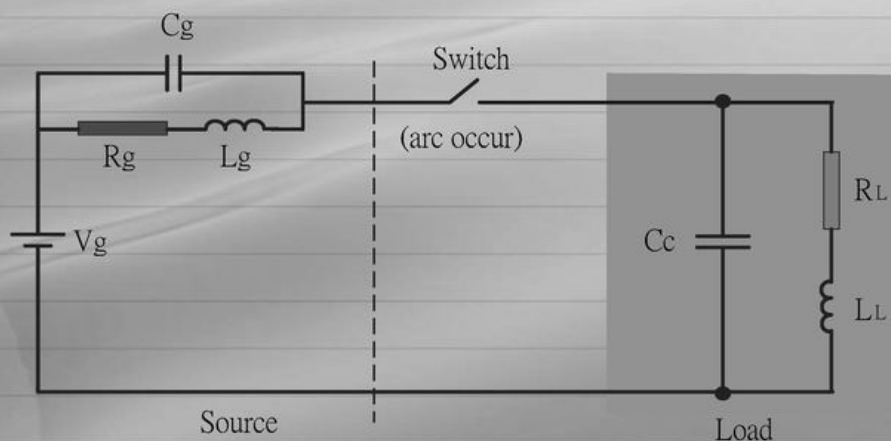 Cg
Switch
(arc occur)
Rg
Lg
RL
Vg
Cc
LL
Source
Load